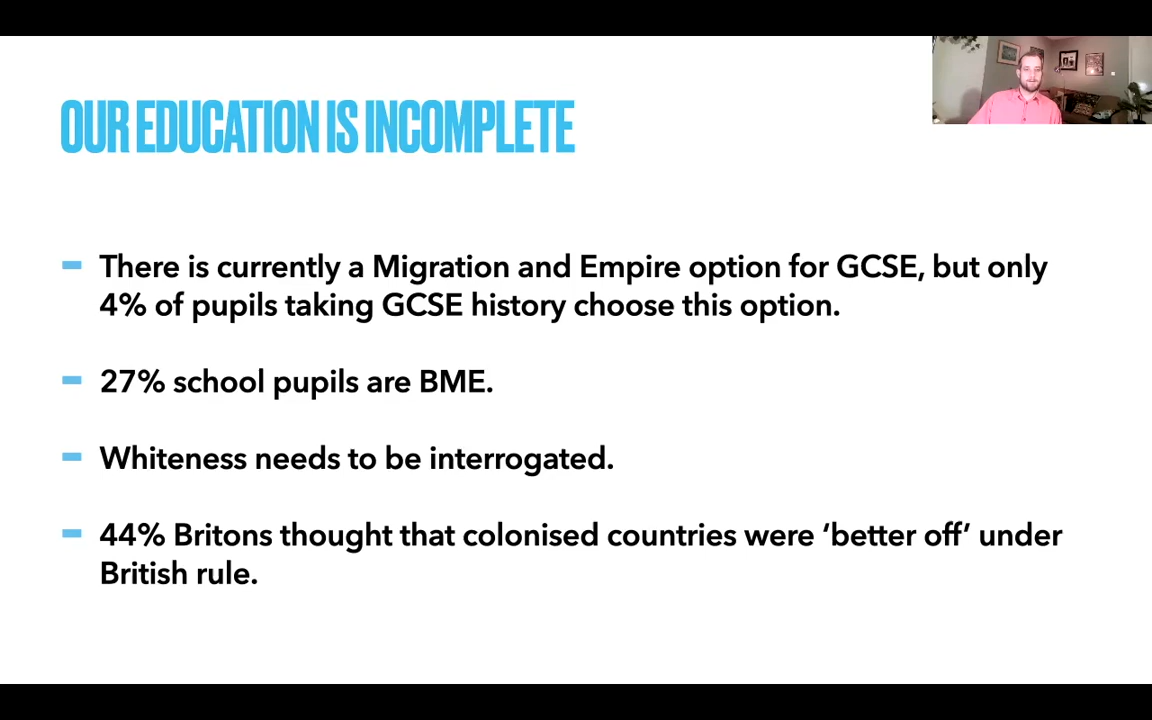 OUR EDUCATION IS INCOMPLETE
There is currently a Migration and Empire option for GCSE, but only
4% of pupils taking GCSE history choose this option.
27% school pupils are BME.
Whiteness needs to be interrogated.
44% Britons thought that colonised countries were ‘better off’ under
British rule.